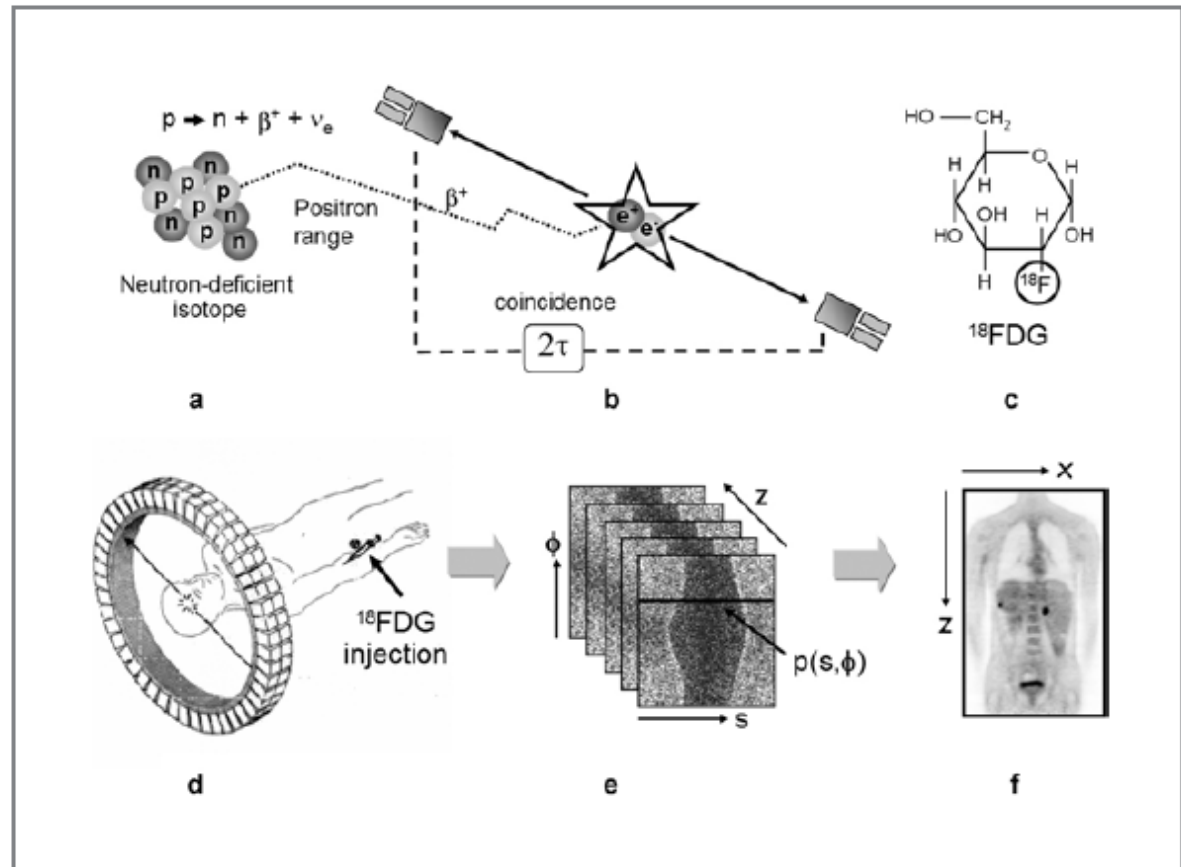 p → n + β⁺ + νₑ
n n
p p p
p p
n n
p n
Neutron-deficient
isotope
Positron
range
β⁺
e⁺
e⁻
coincidence
2τ
HO — CH₂
O
H H H
OH H
HO OH
H ¹⁸F
¹⁸FDG
a b c
¹⁸FDG
injection
ϕ
z
p(s,ϕ)
s
x
z
d e f